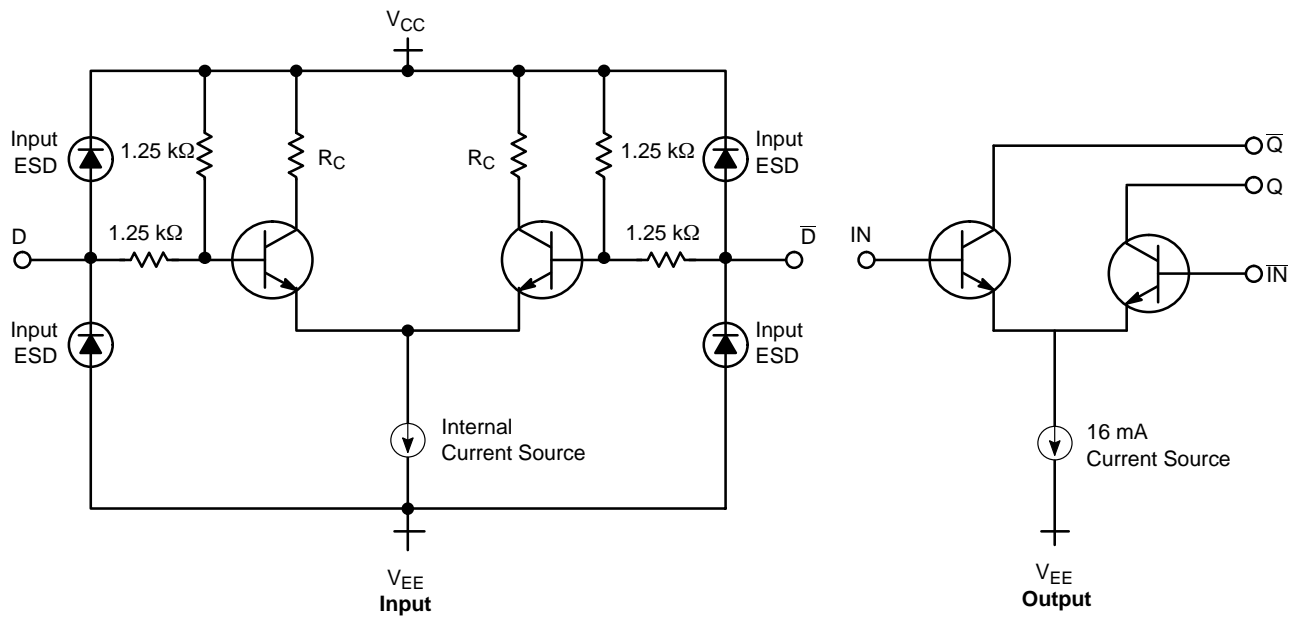 V_CC
Input
ESD
1.25 kΩ
R_C
R_C
1.25 kΩ
Input
ESD
D
1.25 kΩ
1.25 kΩ
D̅
Input
ESD
Input
ESD
Internal
Current Source
V_EE
Input
Q̅
Q
IN
I̅N̅
16 mA
Current Source
V_EE
Output